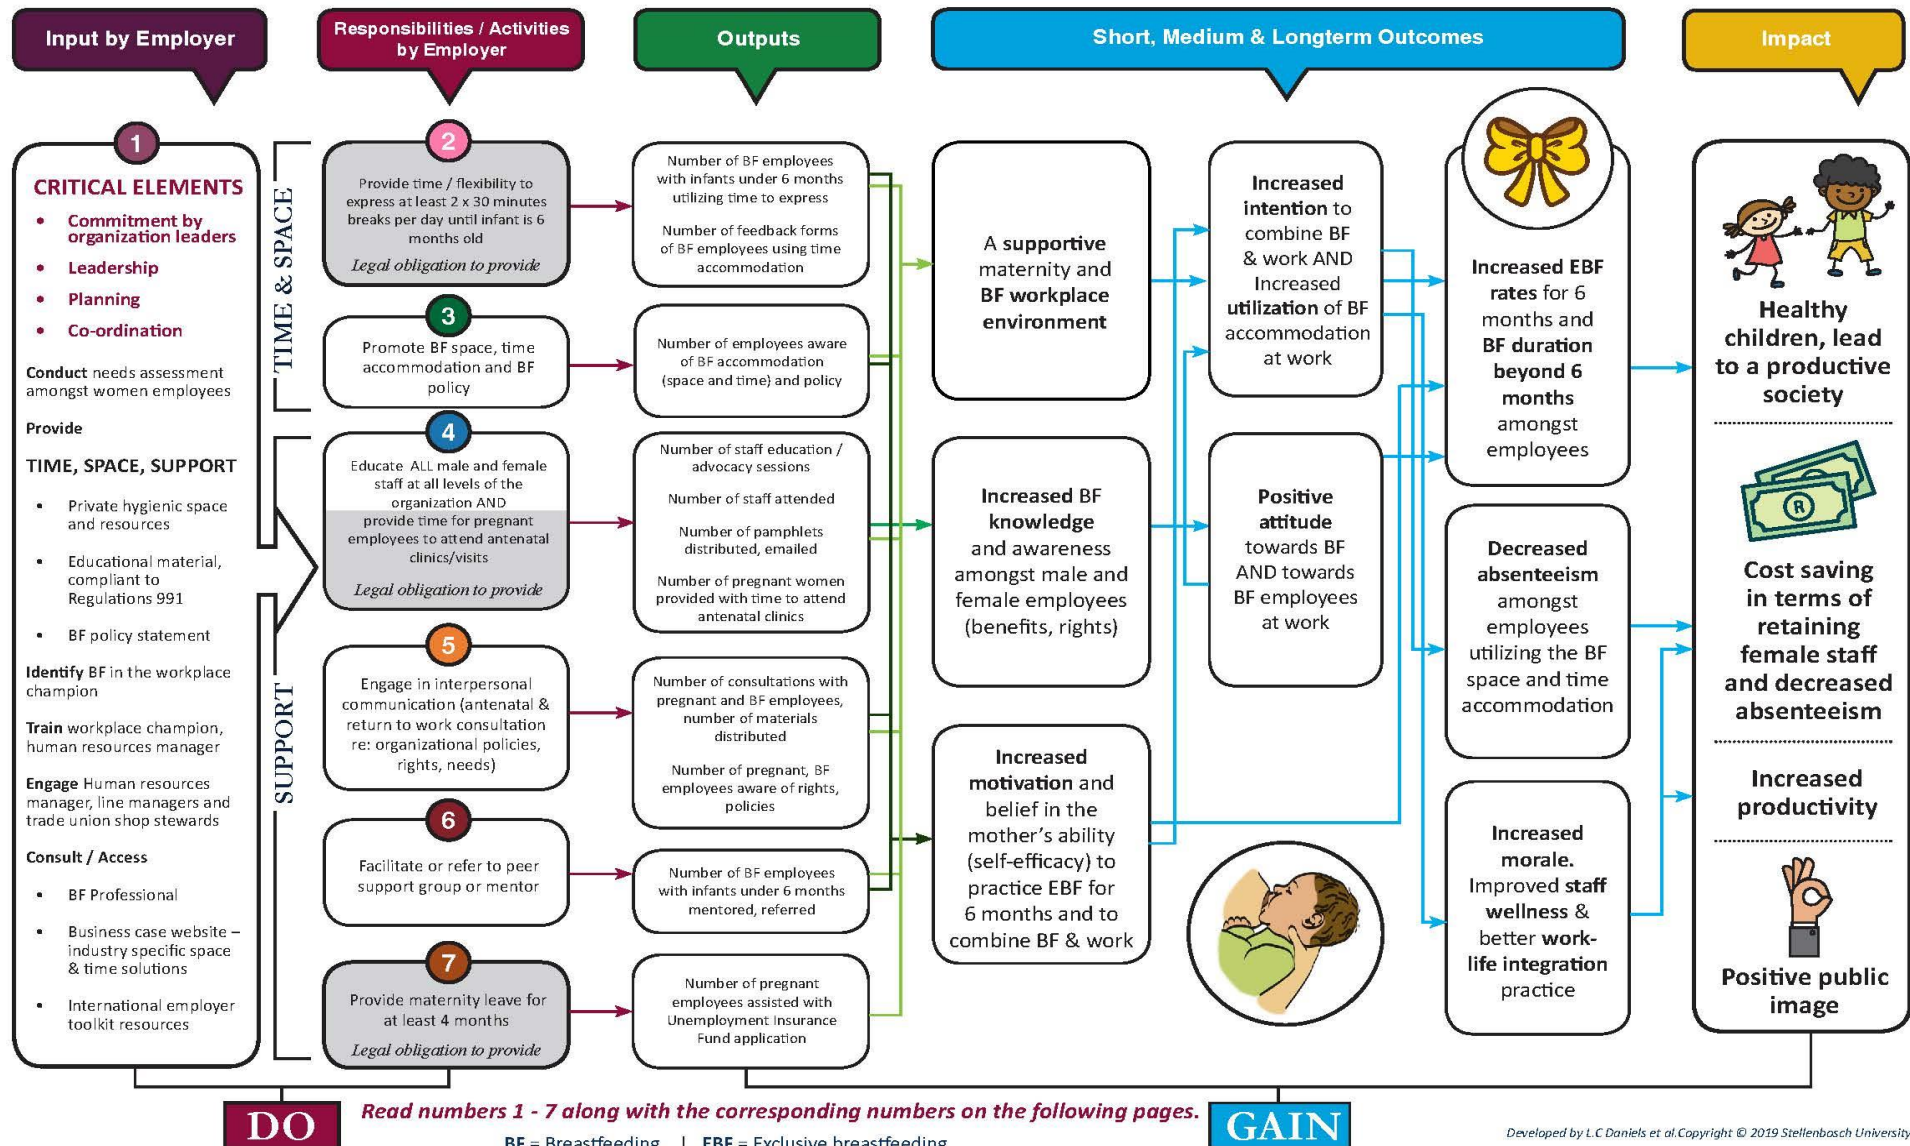 Input by Employer
Responsibilities / Activities
by Employer
Outputs
Short, Medium & Longterm Outcomes
Impact
1
CRITICAL ELEMENTS
• Commitment by
organization leaders
• Leadership
• Planning
• Co-ordination
Conduct needs assessment
amongst women employees
Provide
TIME, SPACE, SUPPORT
• Private hygienic space
and resources
• Educational material,
compliant to
Regulations 991
• BF policy statement
Identify BF in the workplace
champion
Train workplace champion,
human resources manager
Engage Human resources
manager, line managers and
trade union shop stewards
Consult / Access
• BF Professional
• Business case website –
industry specific space
& time solutions
• International employer
toolkit resources
TIME & SPACE
SUPPORT
2
Provide time / flexibility to
express at least 2 x 30 minutes
breaks per day until infant is 6
months old
Legal obligation to provide
3
Promote BF space, time
accommodation and BF
policy
4
Educate ALL male and female
staff at all levels of the
organization AND
provide time for pregnant
employees to attend antenatal
clinics/visits
Legal obligation to provide
5
Engage in interpersonal
communication (antenatal &
return to work consultation
re: organizational policies,
rights, needs)
6
Facilitate or refer to peer
support group or mentor
7
Provide maternity leave for
at least 4 months
Legal obligation to provide
Number of BF employees
with infants under 6 months
utilizing time to express
Number of feedback forms
of BF employees using time
accommodation
Number of employees aware
of BF accommodation
(space and time) and policy
Number of staff education /
advocacy sessions
Number of staff attended
Number of pamphlets
distributed, emailed
Number of pregnant women
provided with time to attend
antenatal clinics
Number of consultations with
pregnant and BF employees,
number of materials
distributed
Number of pregnant, BF
employees aware of rights,
policies
Number of BF employees
with infants under 6 months
mentored, referred
Number of pregnant
employees assisted with
Unemployment Insurance
Fund application
A supportive
maternity and
BF workplace
environment
Increased BF
knowledge
and awareness
amongst male and
female employees
(benefits, rights)
Increased
motivation and
belief in the
mother's ability
(self-efficacy) to
practice EBF for
6 months and to
combine BF & work
Increased
intention to
combine BF
& work AND
Increased
utilization of BF
accommodation
at work
Positive
attitude
towards BF
AND towards
BF employees
at work
Increased EBF
rates for 6
months and
BF duration
beyond 6
months
amongst
employees
Decreased
absenteeism
amongst
employees
utilizing the BF
space and time
accommodation
Increased
morale.
Improved staff
wellness &
better work-
life integration
practice
Healthy
children, lead
to a productive
society
R
Cost saving
in terms of
retaining
female staff
and decreased
absenteeism
Increased
productivity
Positive public
image
DO
Read numbers 1 - 7 along with the corresponding numbers on the following pages.
BF = Breastfeeding | EBF = Exclusive breastfeeding
GAIN
Developed by L.C Daniels et al.Copyright © 2019 Stellenbosch University